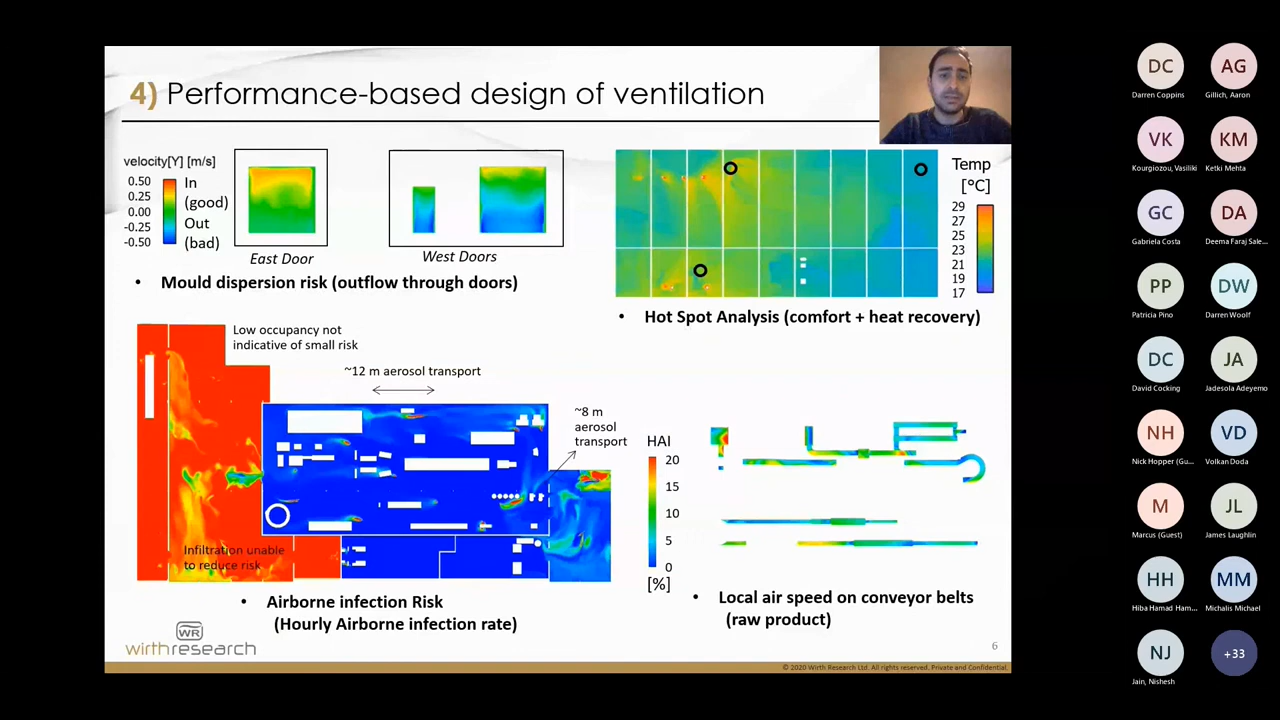 4) Performance-based design of ventilation
velocity[Y] [m/s]
0.50
0.25
0.00
-0.25
-0.50
In
(good)
Out
(bad)
East Door
West Doors
• Mould dispersion risk (outflow through doors)
Temp
[°C]
29
27
25
23
21
19
17
• Hot Spot Analysis (comfort + heat recovery)
Low occupancy not
indicative of small risk
~12 m aerosol transport
~8 m
aerosol
transport
Infiltration unable
to reduce risk
HAI
20
15
10
5
0
[%]
• Airborne infection Risk
(Hourly Airborne infection rate)
• Local air speed on conveyor belts
(raw product)
WR
wirthresearch
6
© 2020 Wirth Research Ltd. All rights reserved. Private and Confidential.
DC
Darren Coppins
AG
Gillich, Aaron
VK
Kourgiozou, Vasiliki
KM
Ketki Mehta
GC
Gabriela Costa
DA
Deema Faraj Sale...
PP
Patricia Pino
DW
Darren Woolf
DC
David Cocking
JA
Jadesola Adeyemo
NH
Nick Hopper (Gu...
VD
Volkan Doda
M
Marcus (Guest)
JL
James Laughlin
HH
Hiba Hamad Ham...
MM
Michalis Michael
NJ
Jain, Nishesh
+33